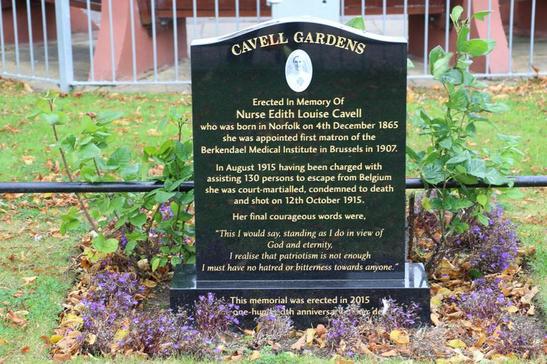 CAVELL GARDENS
Erected In Memory Of
Nurse Edith Louise Cavell
who was born in Norfolk on 4th December 1865
she was appointed first matron of the
Berkendael Medical Institute in Brussels in 1907.
In August 1915 having been charged with
assisting 130 persons to escape from Belgium
she was court-martialled, condemned to death
and shot on 12th October 1915.
Her final courageous words were,
"This I would say, standing as I do in view of
God and eternity,
I realise that patriotism is not enough
I must have no hatred or bitterness towards anyone."
This memorial was erected in 2015
anniversary